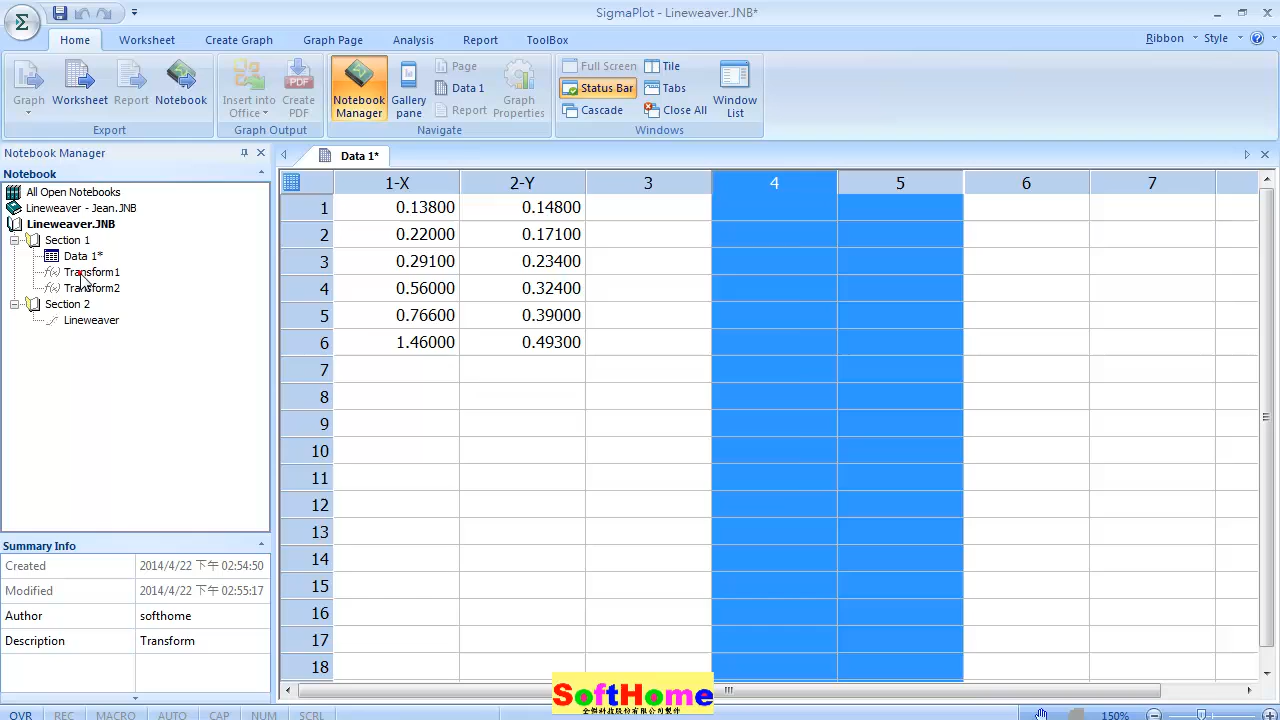 SigmaPlot - Lineweaver.JNB*
Home Worksheet Create Graph Graph Page Analysis Report ToolBox Ribbon Style
Graph Worksheet Report Notebook
Export
Insert into Office Create PDF
Graph Output
Notebook Manager Gallery pane
Page
Data 1
Report
Graph Properties
Navigate
Full Screen Tile
Status Bar Tabs
Cascade Close All
Window List
Windows
Notebook Manager
Notebook
All Open Notebooks
Lineweaver - Jean.JNB
Lineweaver.JNB
Section 1
Data 1*
Transform1
Transform2
Section 2
Lineweaver
Summary Info
Created 2014/4/22 下午 02:54:50
Modified 2014/4/22 下午 02:55:17
Author softhome
Description Transform
Data 1*
1-X 2-Y 3 4 5 6 7
1 0.13800 0.14800
2 0.22000 0.17100
3 0.29100 0.23400
4 0.56000 0.32400
5 0.76600 0.39000
6 1.46000 0.49300
7
8
9
10
11
12
13
14
15
16
17
18
SoftHome
OVR REC MACRO AUTO CAP NUM SCRL 150%